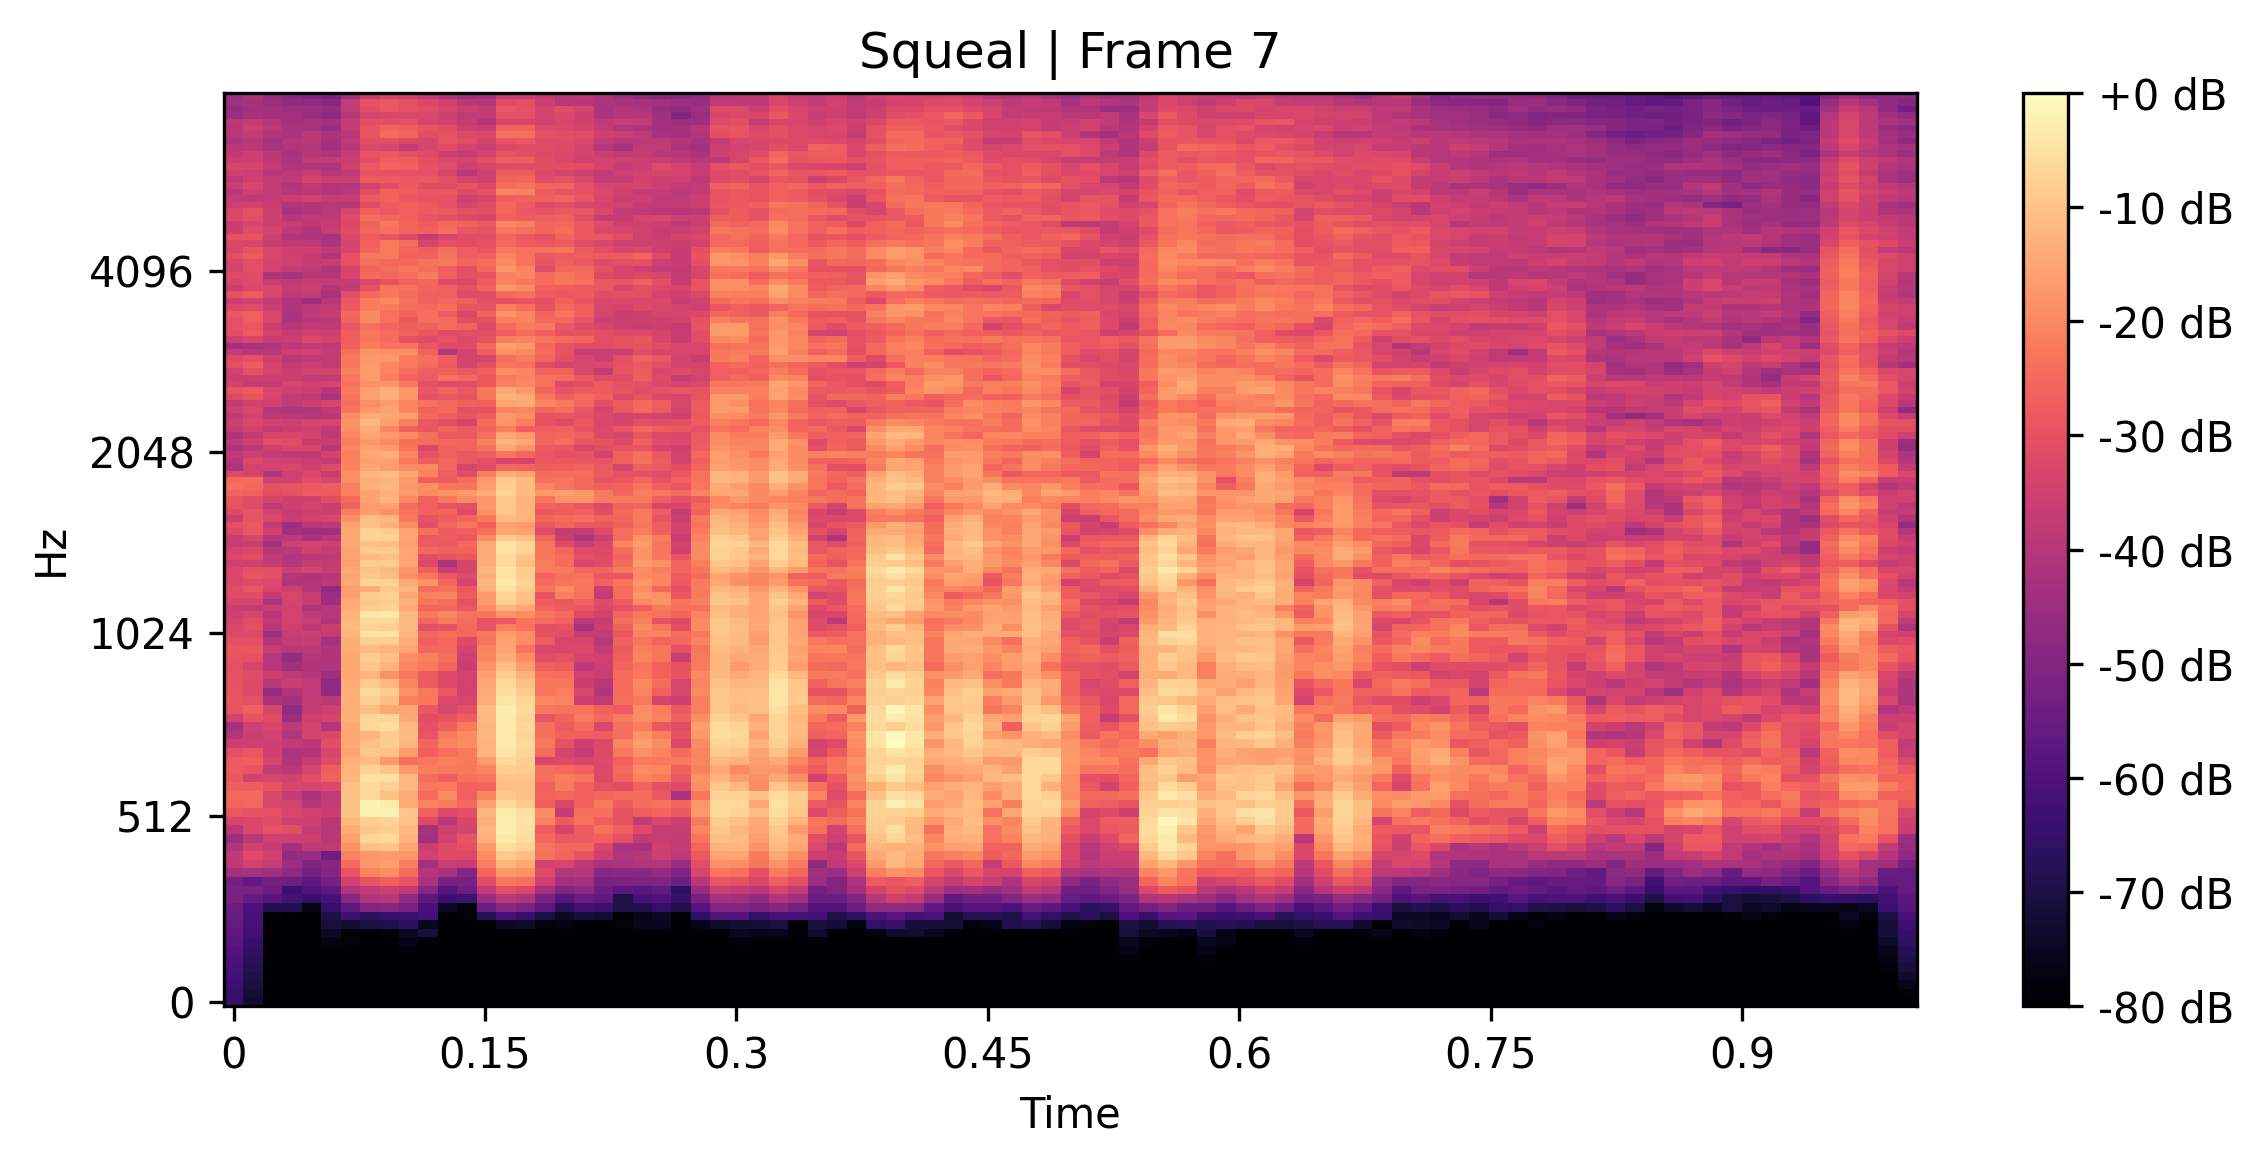 Squeal | Frame 7
Hz
4096
2048
1024
512
0
0 0.15 0.3 0.45 0.6 0.75 0.9
Time
+0 dB
-10 dB
-20 dB
-30 dB
-40 dB
-50 dB
-60 dB
-70 dB
-80 dB